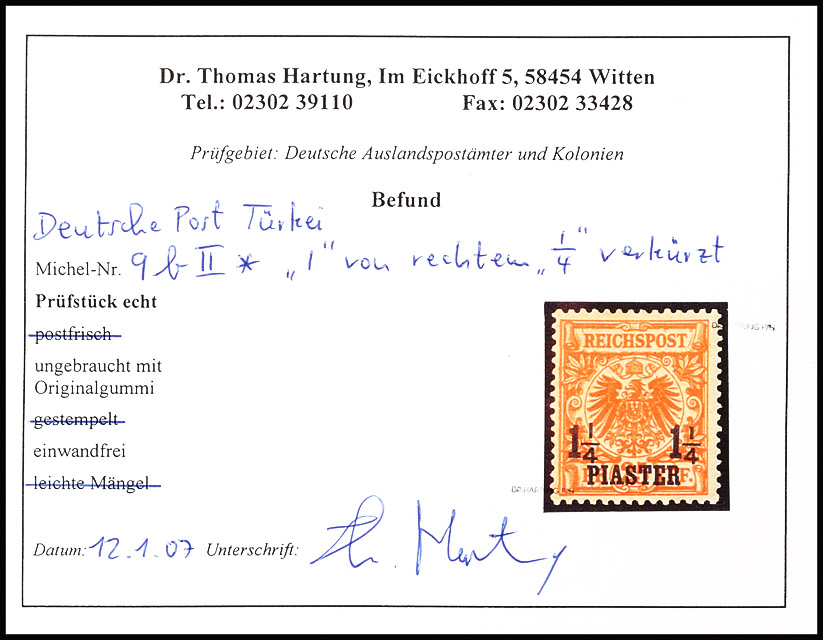 Dr. Thomas Hartung, Im Eickhoff 5, 58454 Witten
Tel.: 02302 39110 Fax: 02302 33428
Prüfgebiet: Deutsche Auslandspostämter und Kolonien
Befund
Deutsche Post Türkei
Michel-Nr. 9 b II * „1" von rechtem „1/4" verkürzt
Prüfstück echt
postfrisch
ungebraucht mit
Originalgummi
gestempelt
einwandfrei
leichte Mängel
REICHSPOST
1 1/4 1 1/4
PIASTER
Datum: 12.1.07 Unterschrift: